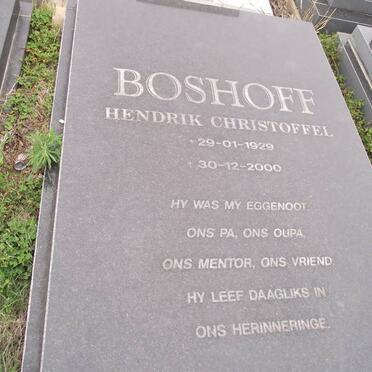 BOSHOFF
HENDRIK CHRISTOFFEL
* 29-01-1929
+ 30-12-2000
HY WAS MY EGGENOOT.
ONS PA, ONS OUPA,
ONS MENTOR, ONS VRIEND.
HY LEEF DAAGLIKS IN
ONS HERINNERINGE.